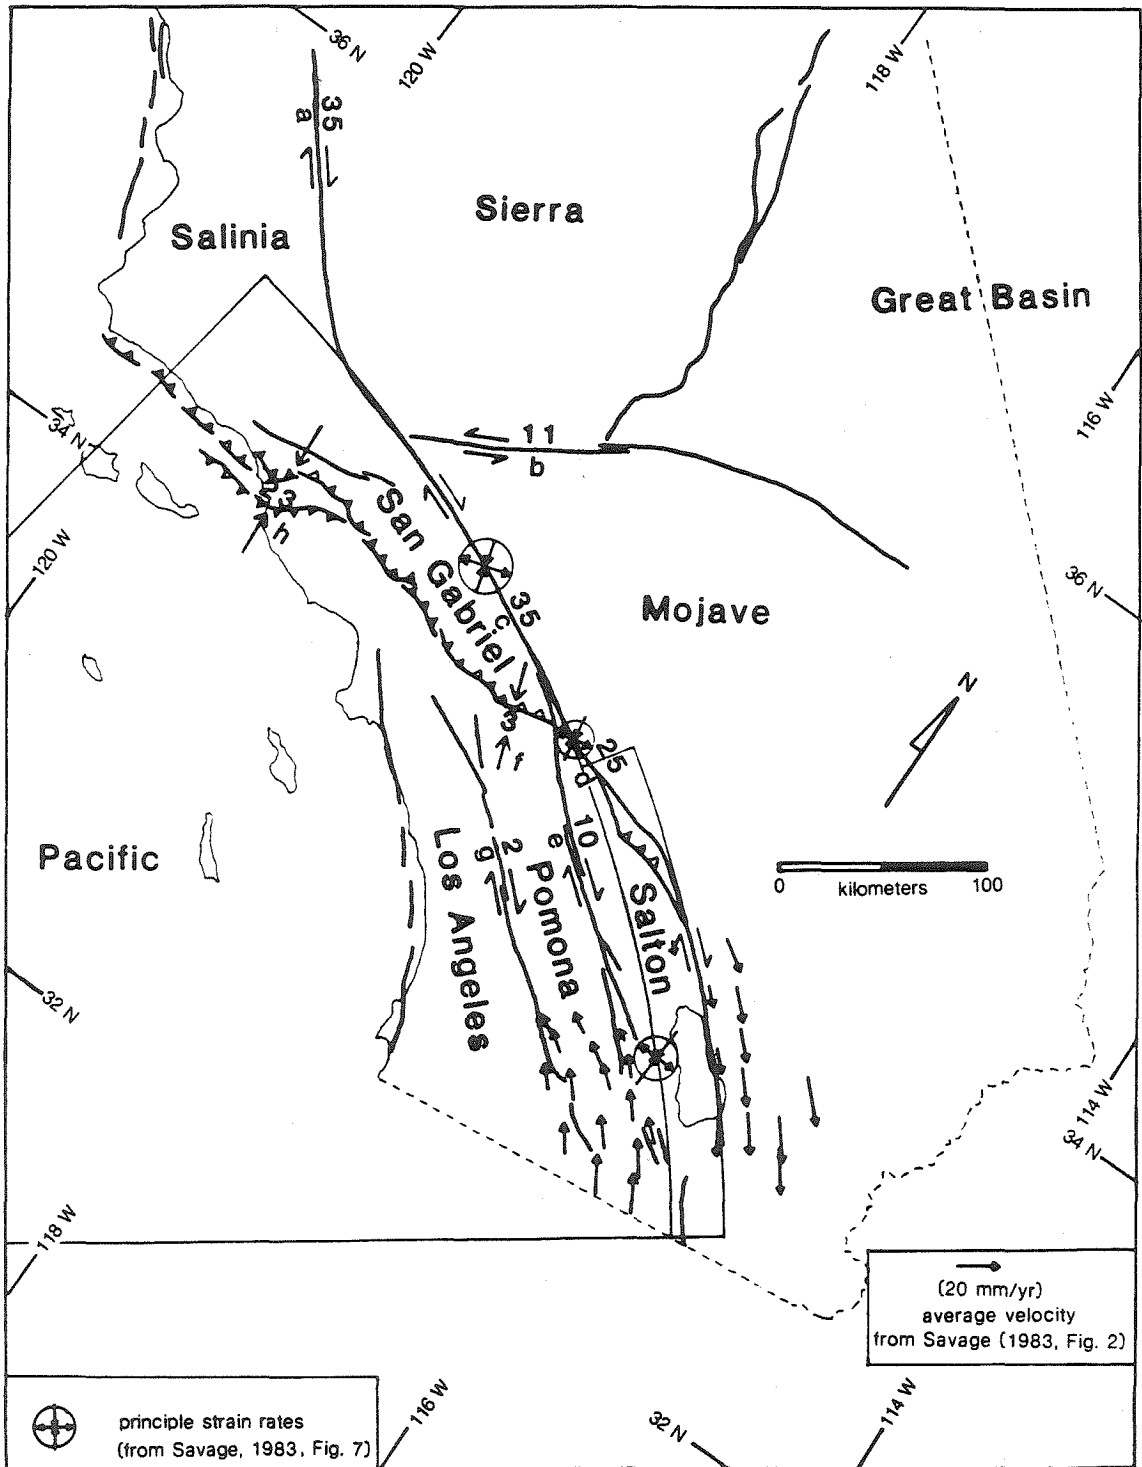 36 N
120 W
118 W
35
a
Sierra
Salinia
Great Basin
116 W
34 N
11
b
San Gabriel
3
h
120 W
35
c
Mojave
36 N
N
3
f
25
d
10
e
2
g
Pacific
Los Angeles
Pomona
Salton
0 kilometers 100
32 N
114 W
34 N
118 W
(20 mm/yr)
average velocity
from Savage (1983, Fig. 2)
116 W
32 N
114 W
principle strain rates
(from Savage, 1983, Fig. 7)